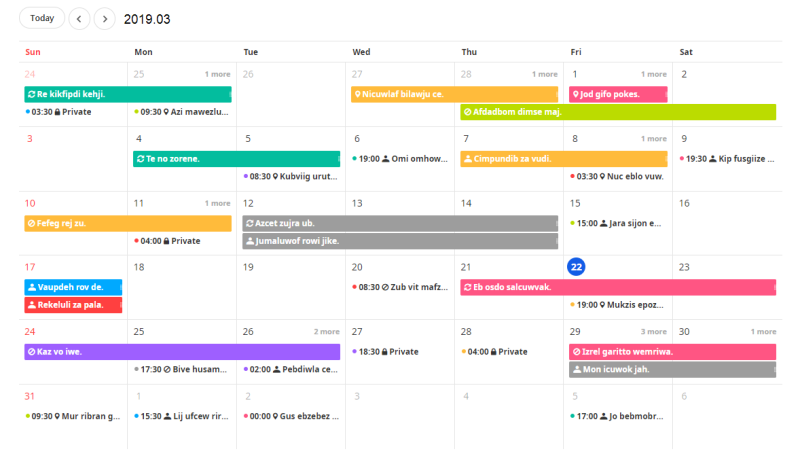 Today 2019.03
Sun Mon Tue Wed Thu Fri Sat
24 25 1 more 26 27 28 1 more 1 1 more 2
Re kikfipdi kehji. Nicuwlaf bilawju ce. Jod gifo pokes.
03:30 Private 09:30 Azi mawezlu... Afdadbom dimse maj.
3 4 5 6 7 8 1 more 9
Te no zorene. 19:00 Omi omhow... Cimpundib za vudi. 19:30 Kip fusgiize ...
08:30 Kubviig urut... 03:30 Nuc eblo vuw.
10 11 1 more 12 13 14 15 16
Fefeg rej zu. Azcet zujra ub. 15:00 Jara sijon e...
04:00 Private Jumaluwof rowi jike.
17 18 19 20 21 22 23
Vaupdeh rov de. 08:30 Zub vit mafz... Eb osdo salcuwvak.
Rekeluli za pala. 19:00 Mukzis epoz...
24 25 26 2 more 27 28 29 3 more 30 1 more
Kaz vo iwe. 18:30 Private 04:00 Private Izrel garitto wemriwa.
17:30 Bive husam... 02:00 Pebdiwla ce... Mon icuwok jah.
31 1 2 3 4 5 6
09:30 Mur ribran g... 15:30 Lij ufcew rir... 00:00 Gus ebzebez ... 17:00 Jo bebmobr...